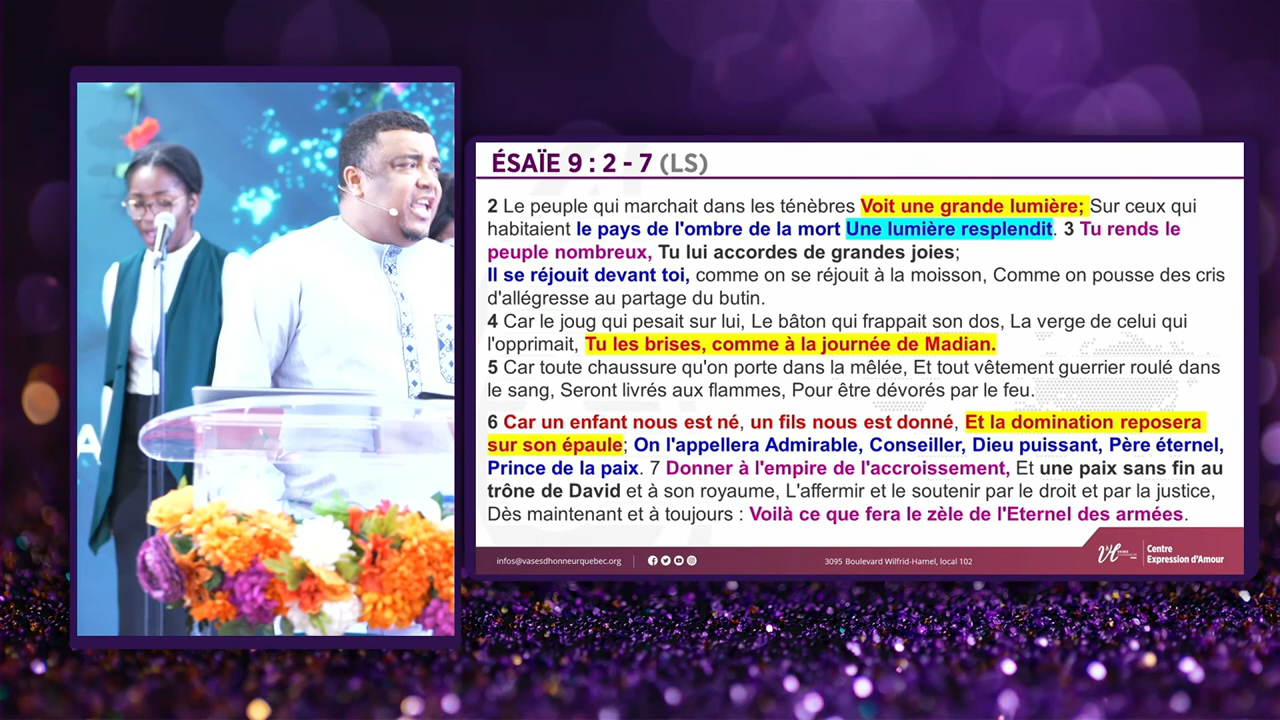 ÉSAÏE 9 : 2 - 7 (LS)
2 Le peuple qui marchait dans les ténèbres Voit une grande lumière; Sur ceux qui
habitaient le pays de l'ombre de la mort Une lumière resplendit. 3 Tu rends le
peuple nombreux, Tu lui accordes de grandes joies;
Il se réjouit devant toi, comme on se réjouit à la moisson, Comme on pousse des cris
d'allégresse au partage du butin.
4 Car le joug qui pesait sur lui, Le bâton qui frappait son dos, La verge de celui qui
l'opprimait, Tu les brises, comme à la journée de Madian.
5 Car toute chaussure qu'on porte dans la mêlée, Et tout vêtement guerrier roulé dans
le sang, Seront livrés aux flammes, Pour être dévorés par le feu.
6 Car un enfant nous est né, un fils nous est donné, Et la domination reposera
sur son épaule; On l'appellera Admirable, Conseiller, Dieu puissant, Père éternel,
Prince de la paix. 7 Donner à l'empire de l'accroissement, Et une paix sans fin au
trône de David et à son royaume, L'affermir et le soutenir par le droit et par la justice,
Dès maintenant et à toujours : Voilà ce que fera le zèle de l'Eternel des armées.
infos@vasesdhonneurquebec.org
3095 Boulevard Wilfrid-Hamel, local 102
Centre
Expression d'Amour
A